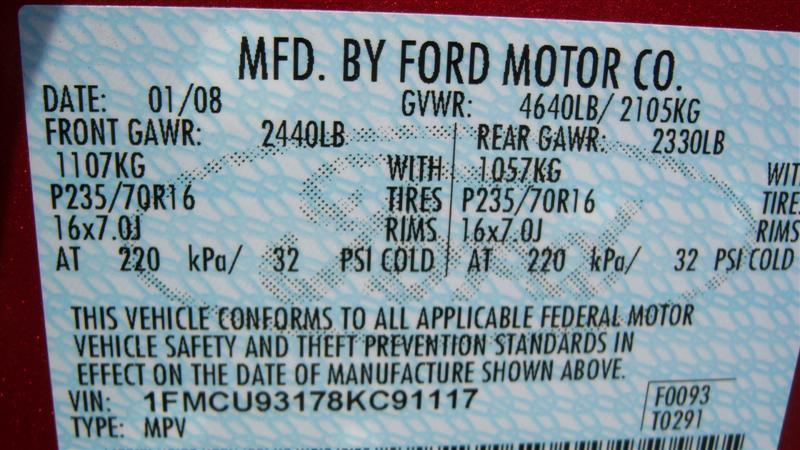 MFD. BY FORD MOTOR CO.
DATE: 01/08 GVWR: 4640LB/ 2105KG
FRONT GAWR: 2440LB REAR GAWR: 2330LB
1107KG WITH 1057KG WIT
P235/70R16 TIRES P235/70R16 TIRE
16x7.0J RIMS 16x7.0J RIMS
AT 220 kPa/ 32 PSI COLD AT 220 kPa/ 32 PSI COLD
Ford
THIS VEHICLE CONFORMS TO ALL APPLICABLE FEDERAL MOTOR
VEHICLE SAFETY AND THEFT PREVENTION STANDARDS IN
EFFECT ON THE DATE OF MANUFACTURE SHOWN ABOVE.
VIN: 1FMCU93178KC91117 F0093
TYPE: MPV T0291